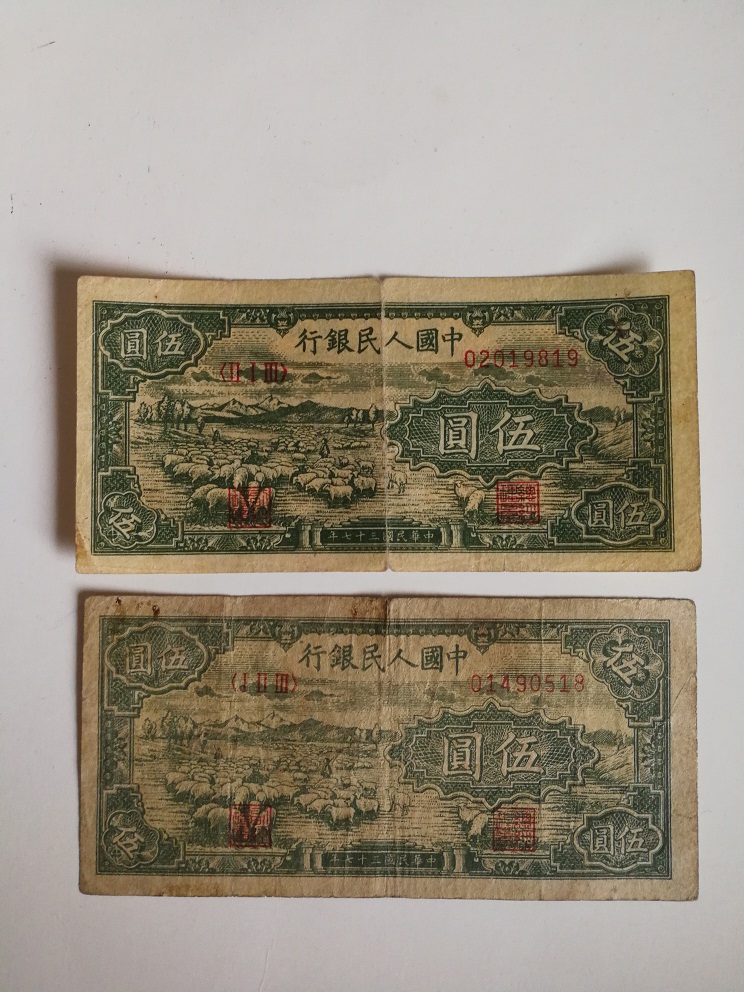 中國人民銀行
伍圓
伍
〈II I III〉
02019819
伍圓
伍
伍圓
中華民國三十七年
中國人民銀行
伍圓
伍
〈I II III〉
01490518
伍圓
伍
伍圓
中華民國三十七年